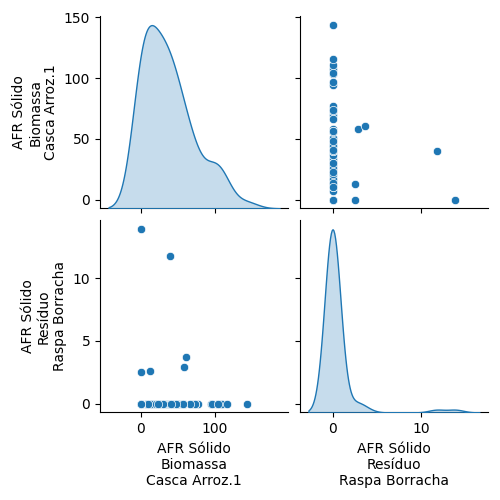 150
100
50
0
AFR Sólido
Biomassa
Casca Arroz.1
10
5
0
AFR Sólido
Resíduo
Raspa Borracha
0
100
0
10
AFR Sólido
Biomassa
Casca Arroz.1
AFR Sólido
Resíduo
Raspa Borracha